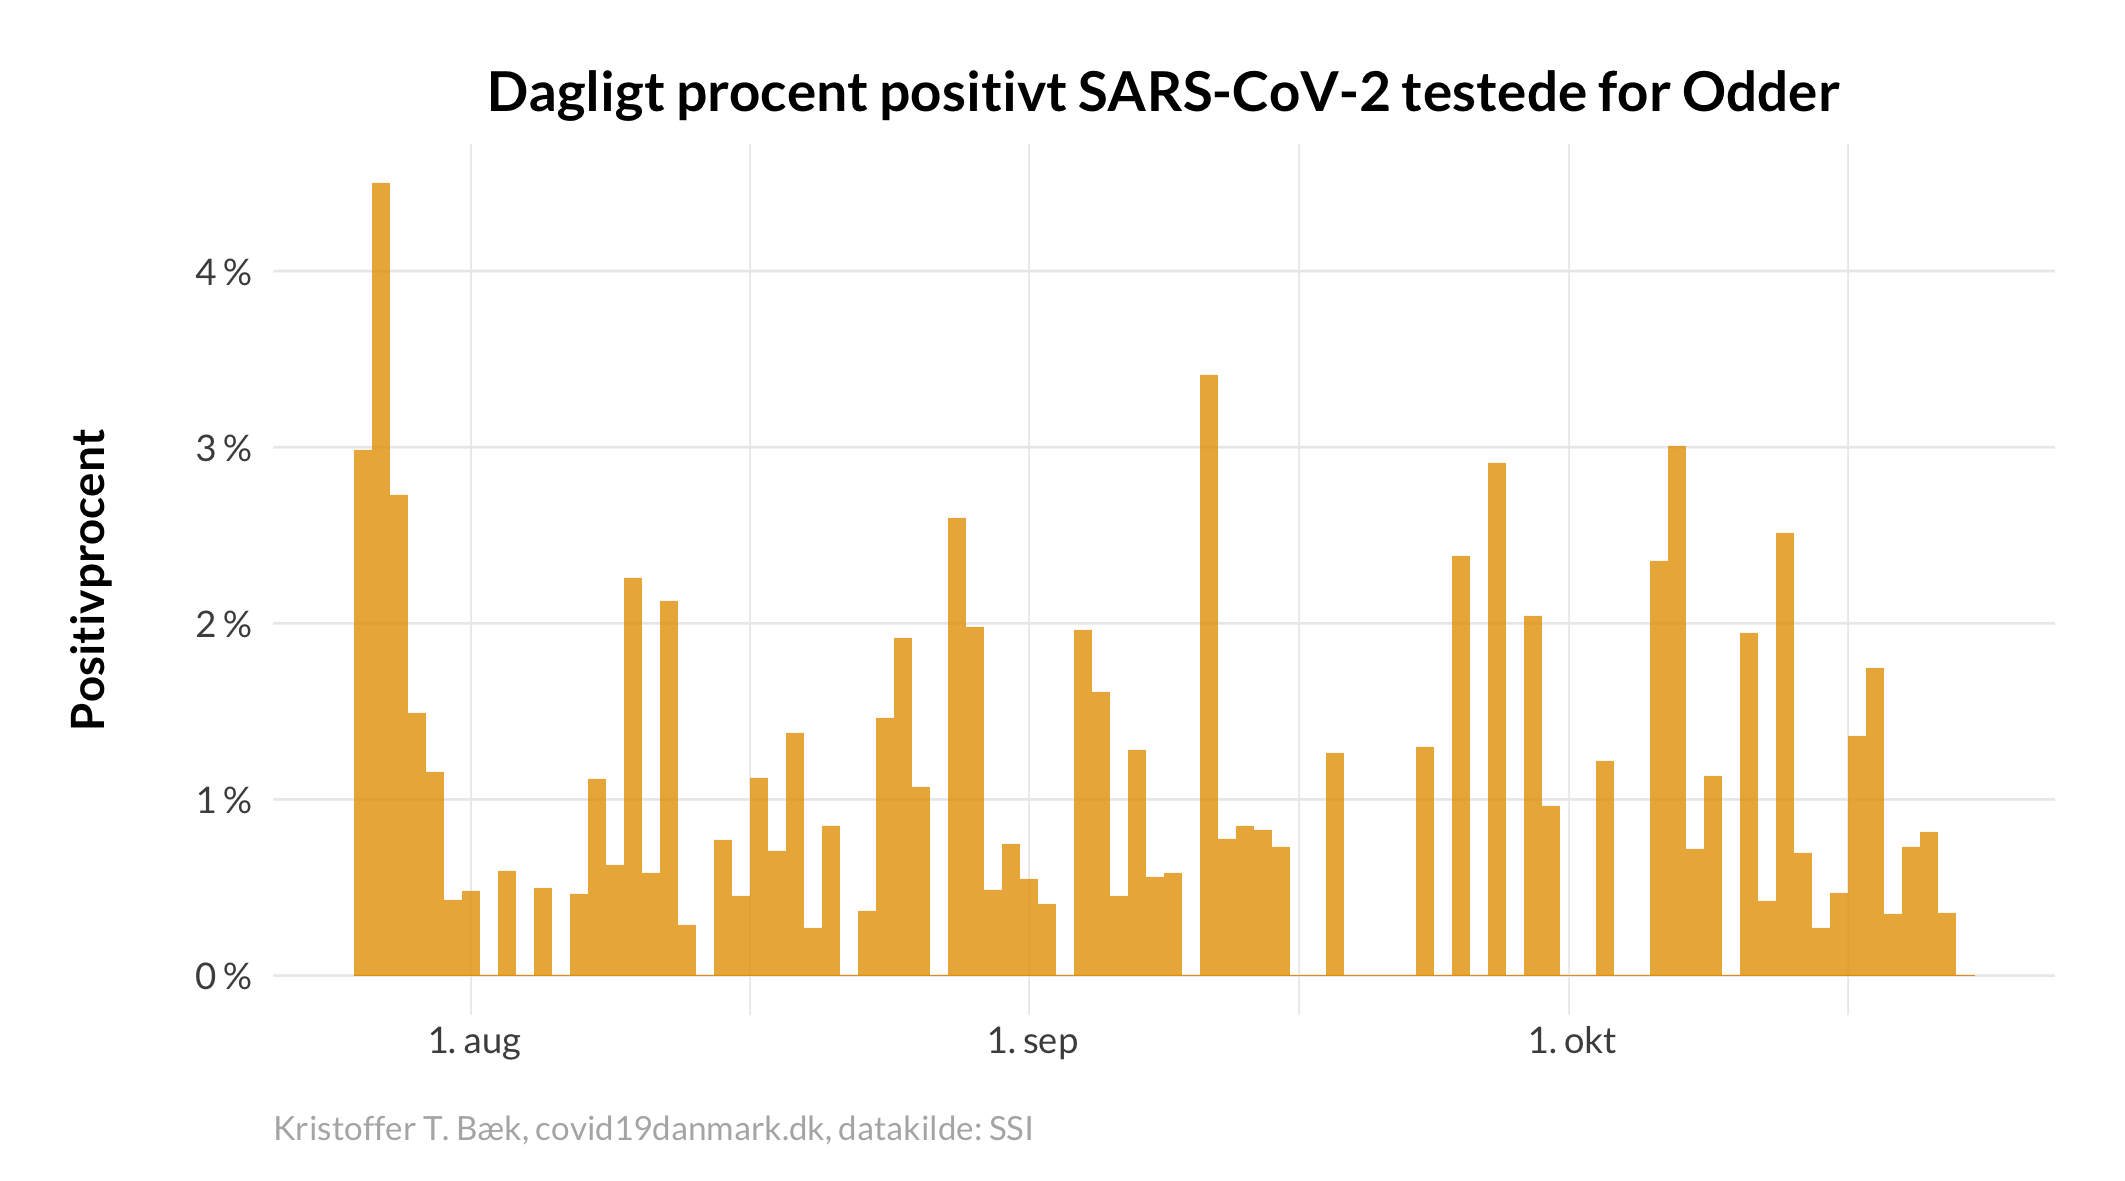 Dagligt procent positivt SARS-CoV-2 testede for Odder
Positivprocent
4 %
3 %
2 %
1 %
0 %
1. aug
1. sep
1. okt
Kristoffer T. Bæk, covid19danmark.dk, datakilde: SSI